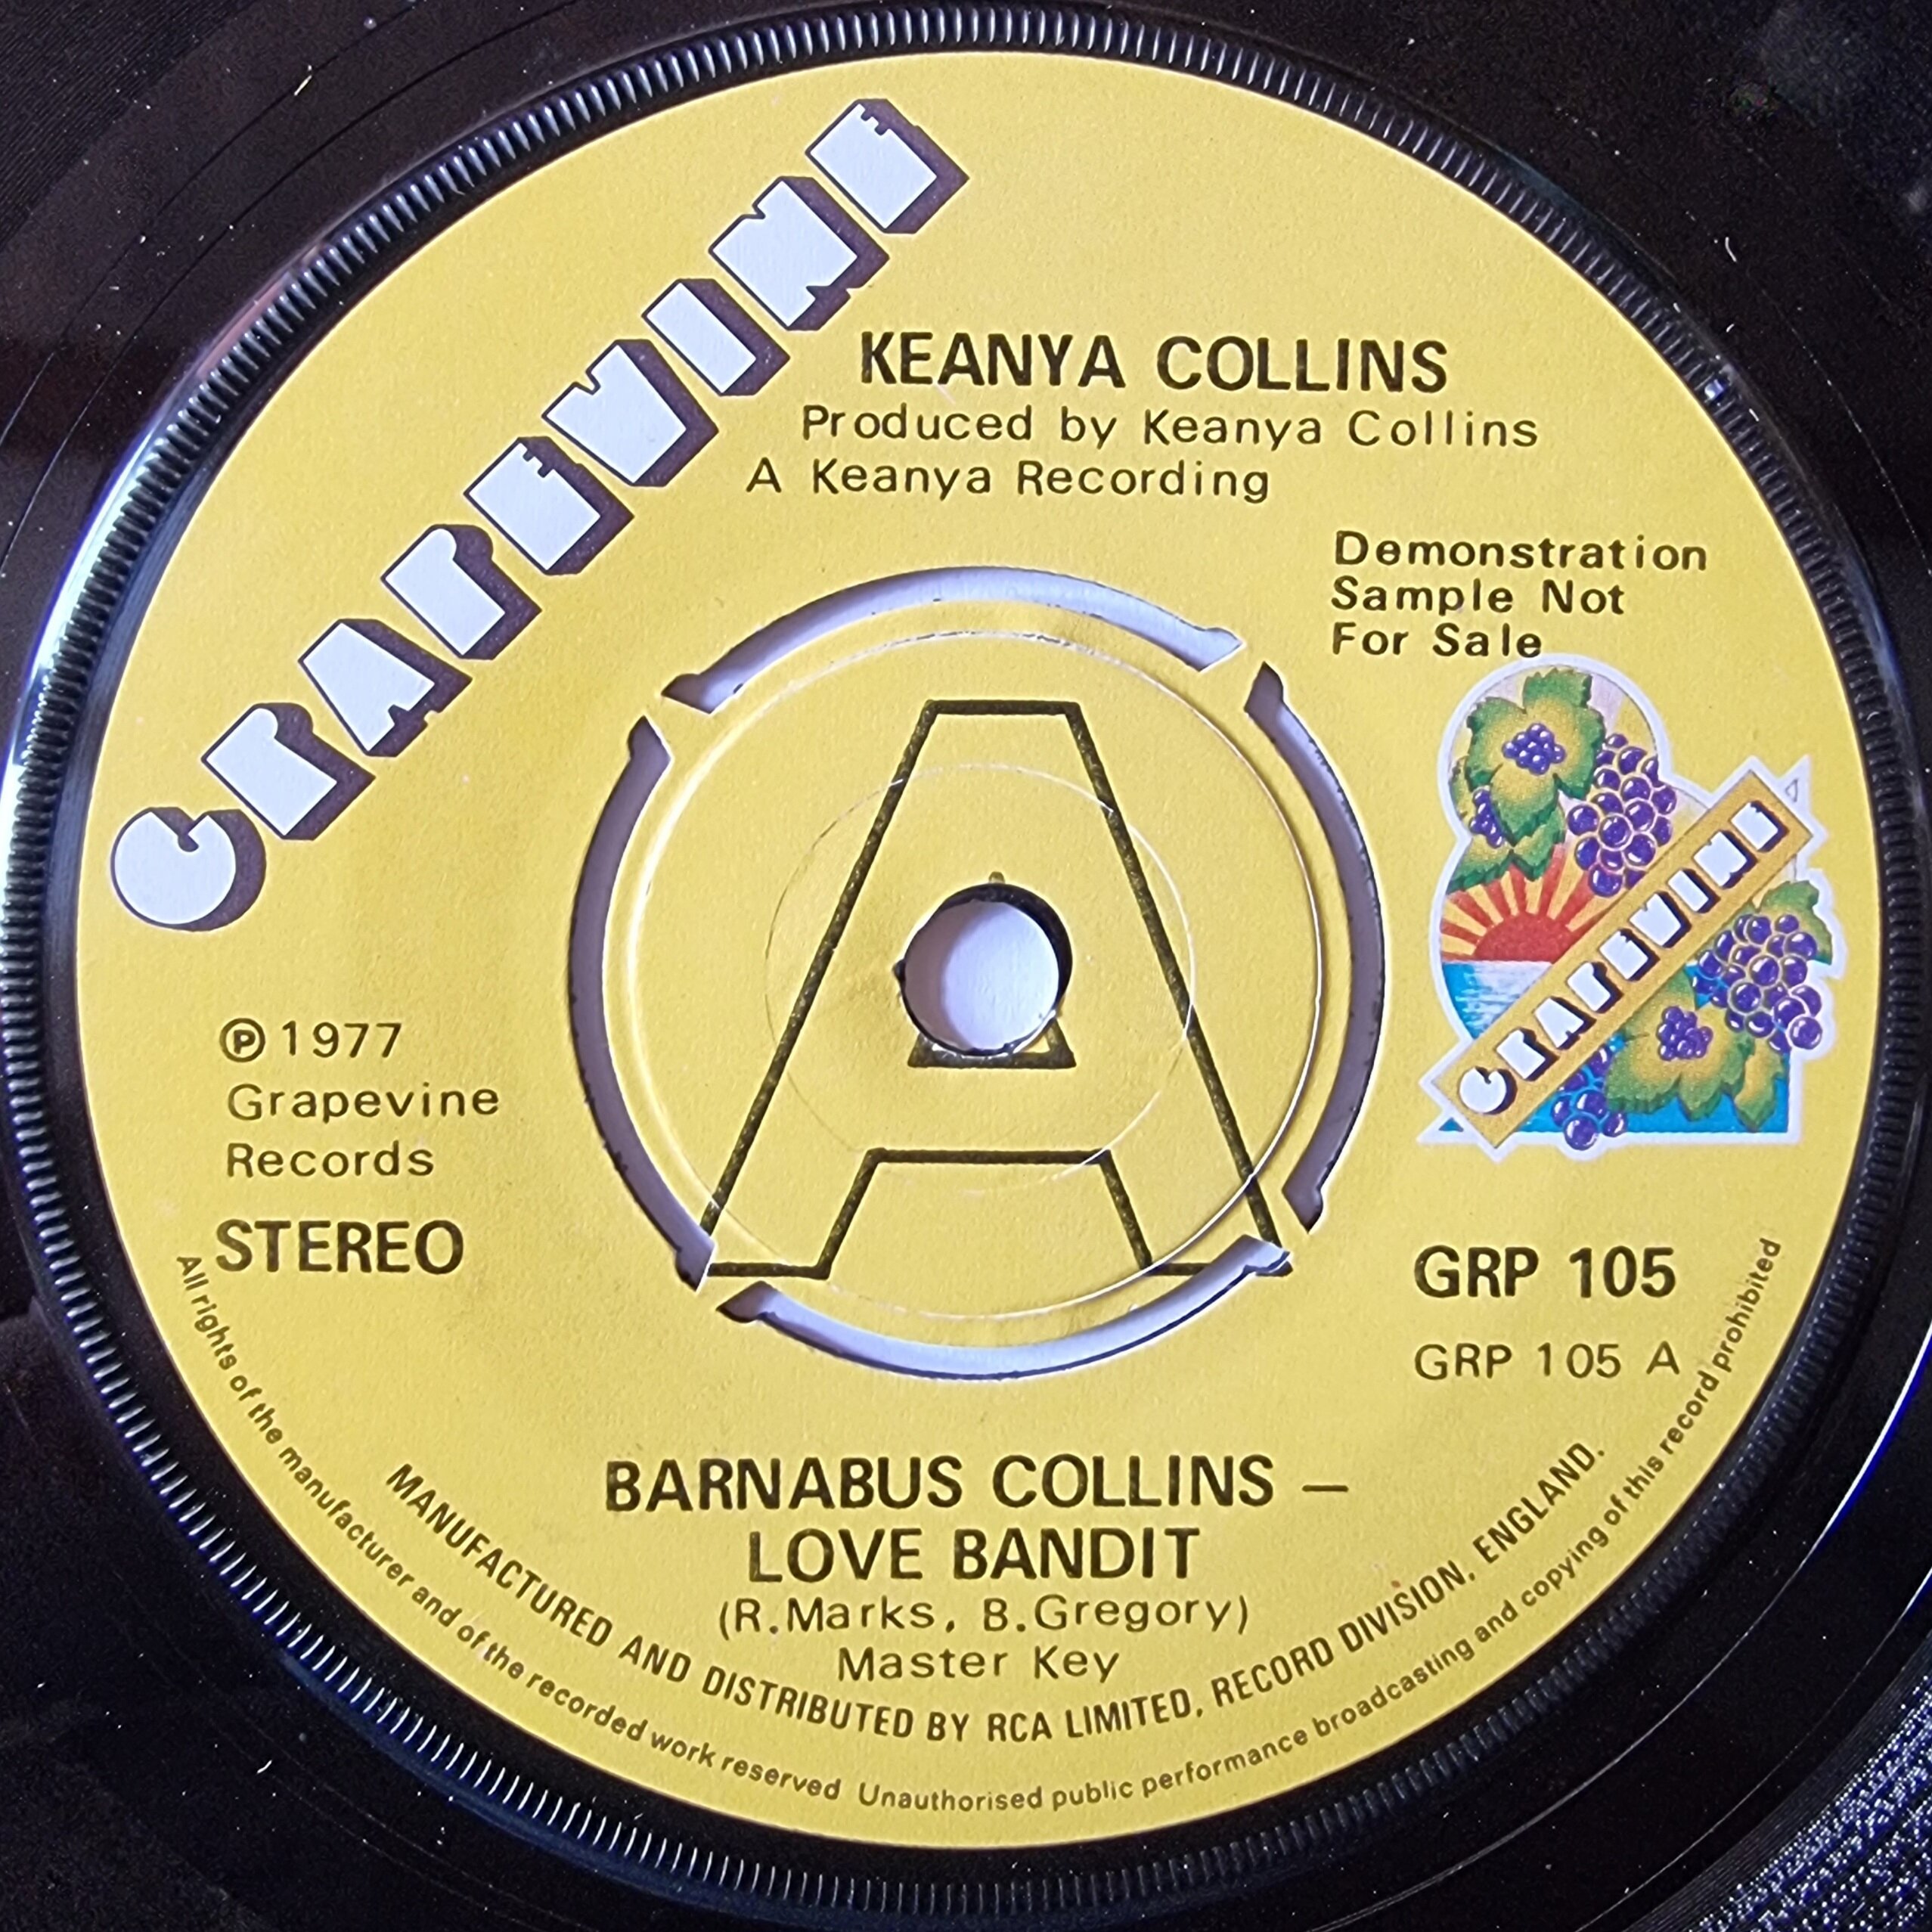 GRAPEVINE
KEANYA COLLINS
Produced by Keanya Collins
A Keanya Recording
Demonstration
Sample Not
For Sale
A
GRAPEVINE
Ⓟ 1977
Grapevine
Records
STEREO
GRP 105
GRP 105 A
BARNABUS COLLINS –
LOVE BANDIT
(R.Marks, B.Gregory)
Master Key
MANUFACTURED AND DISTRIBUTED BY RCA LIMITED, RECORD DIVISION, ENGLAND.
All rights of the manufacturer and of the recorded work reserved Unauthorised public performance broadcasting and copying of this record prohibited